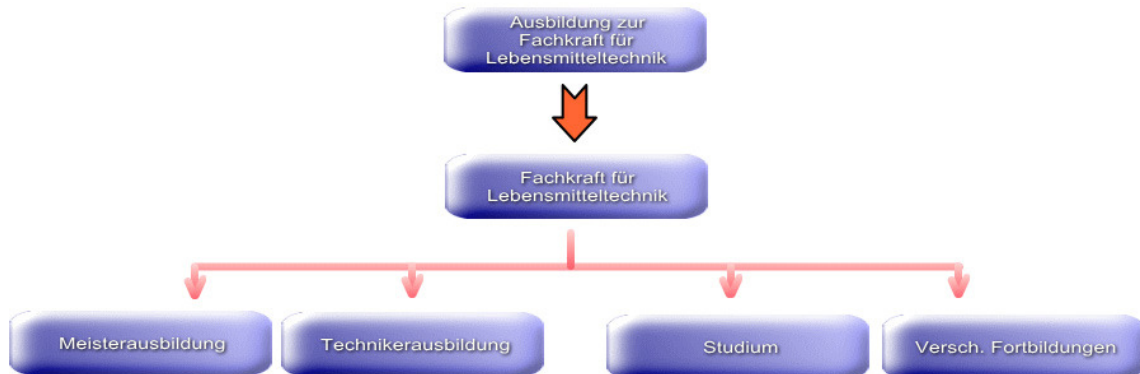 Ausbildung zur
Fachkraft für
Lebensmitteltechnik
Fachkraft für
Lebensmitteltechnik
Meisterausbildung
Technikerausbildung
Studium
Versch. Fortbildungen